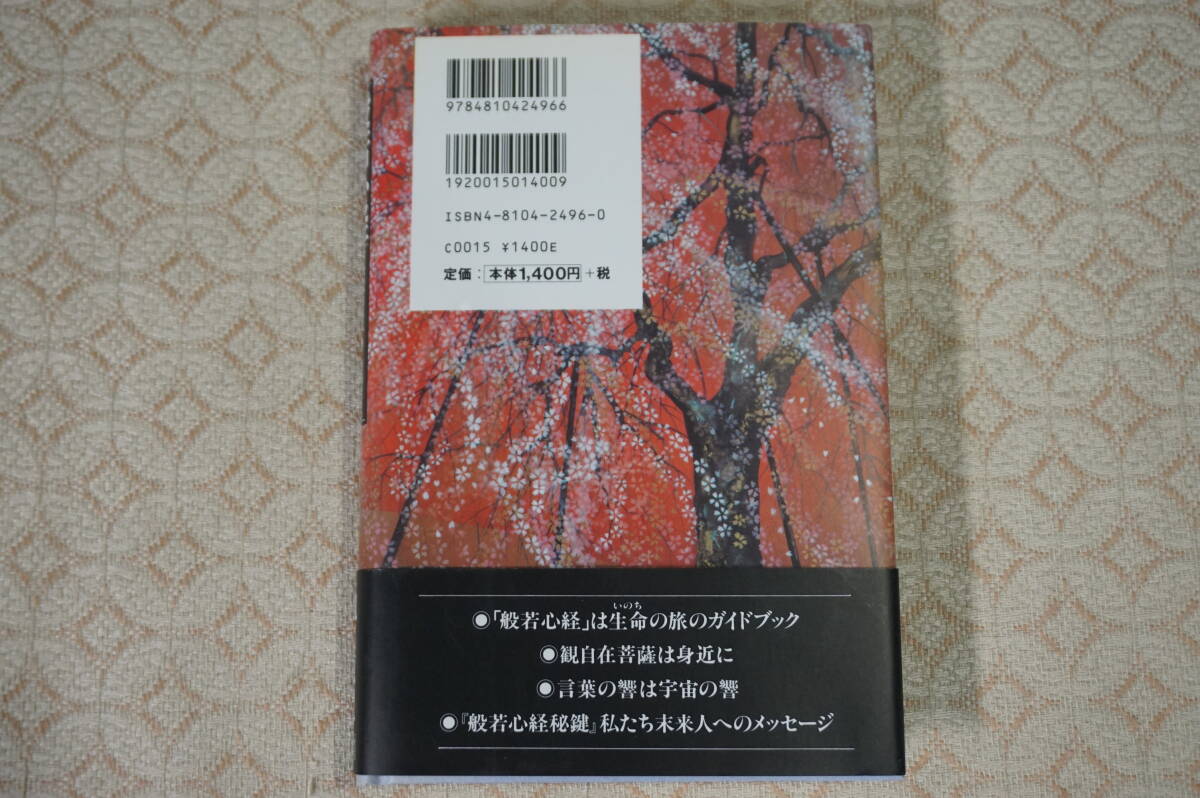 9784810424966
1920015014009
ISBN4-8104-2496-0
C0015 ¥1400E
定価：本体1,400円+税
いのち
◉「般若心経」は生命の旅のガイドブック
◉観自在菩薩は身近に
◉言葉の響は宇宙の響
◉『般若心経秘鍵』私たち末来人へのメッセージ